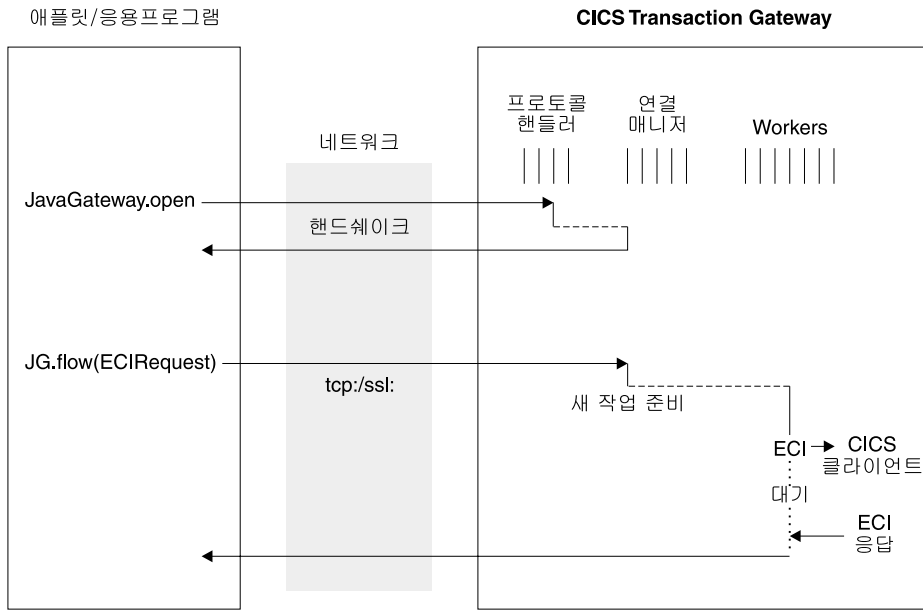 애플릿/응용프로그램
CICS Transaction Gateway
네트워크
프로토콜
핸들러
연결
매니저
Workers
JavaGateway.open
핸드쉐이크
JG.flow(ECIRequest)
tcp:/ssl:
새 작업 준비
ECI
CICS
클라이언트
대기
ECI
응답